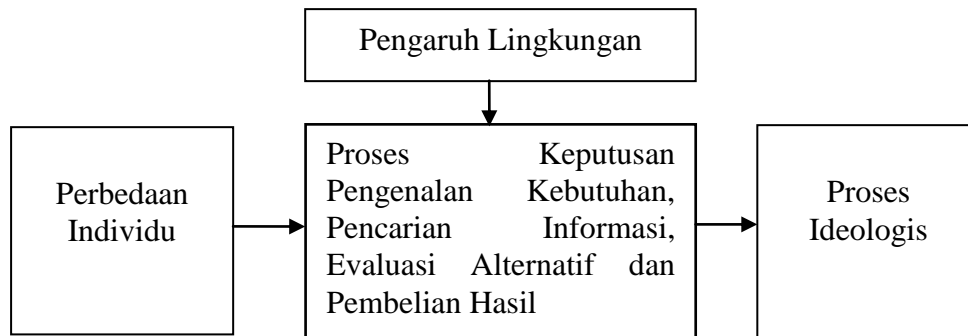 Pengaruh Lingkungan
Perbedaan
Individu
Proses Keputusan
Pengenalan Kebutuhan,
Pencarian Informasi,
Evaluasi Alternatif dan
Pembelian Hasil
Proses
Ideologis